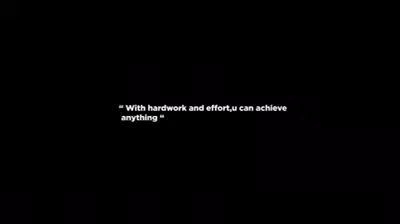 “ With hardwork and effort,u can achieve
anything “